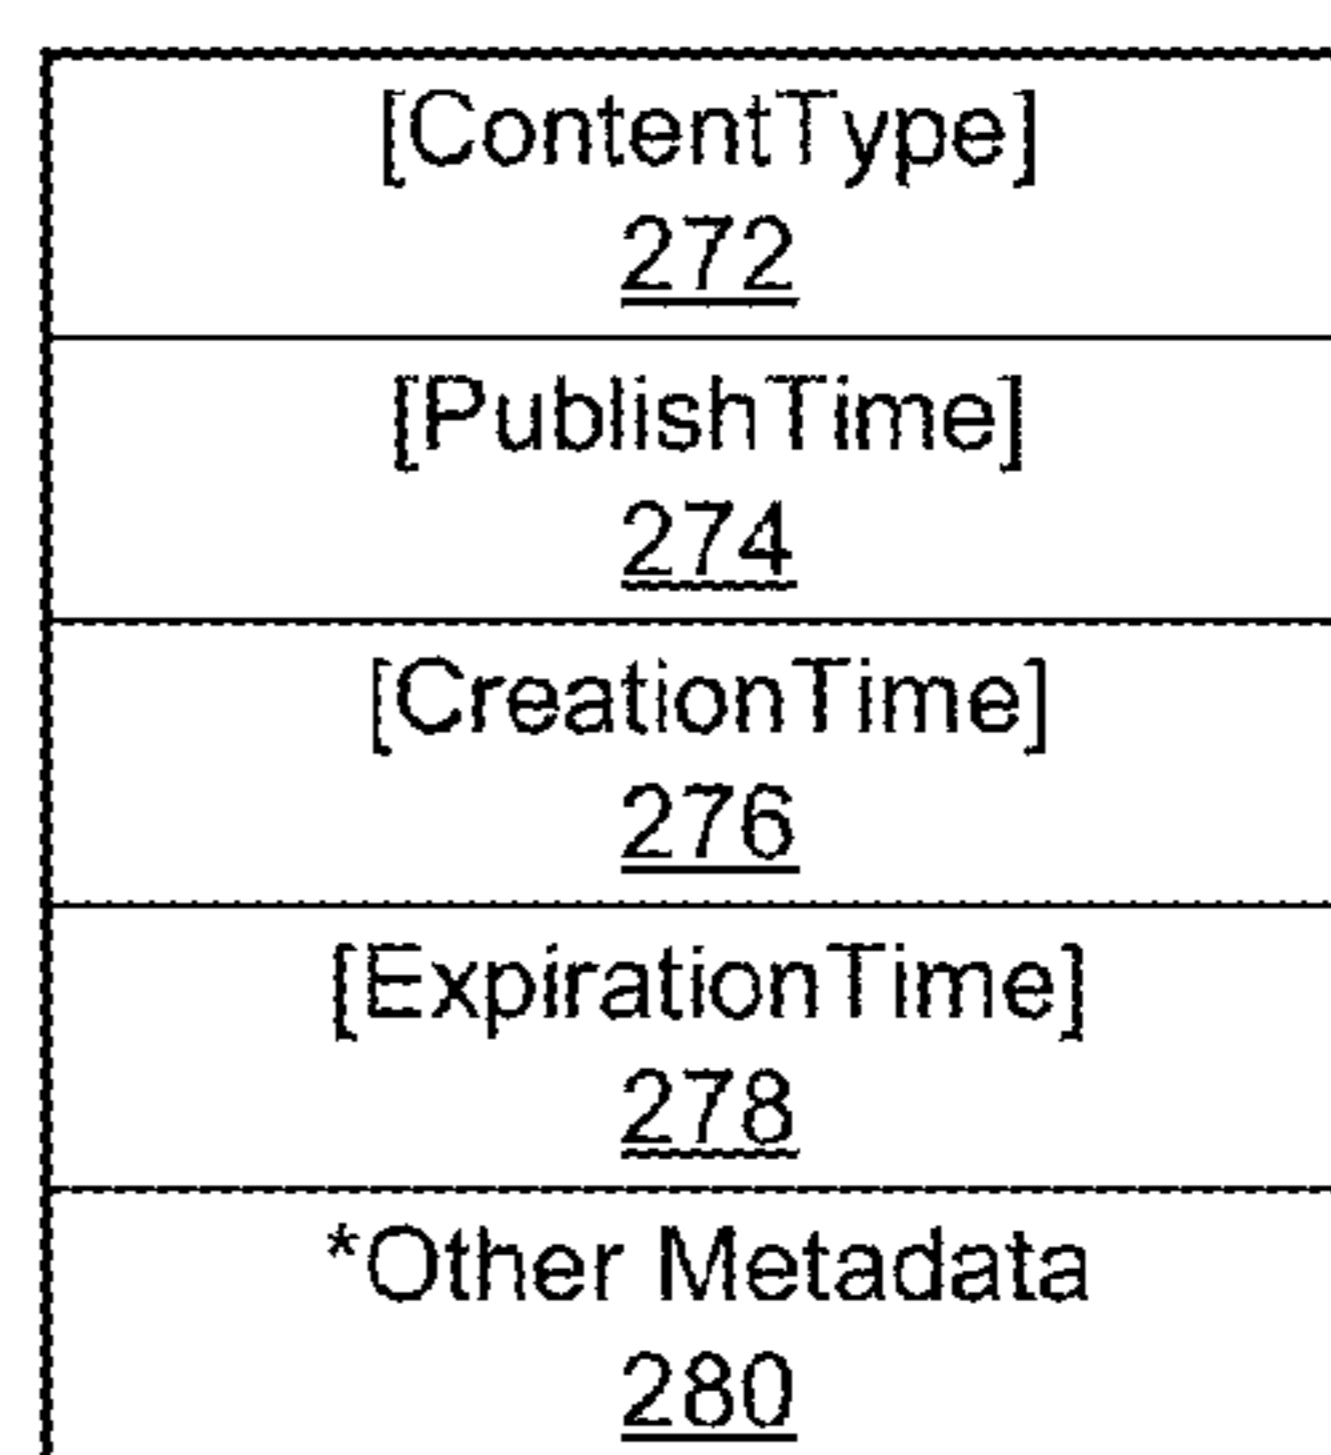 [ContentType]
272
[PublishTime]
274
[CreationTime]
276
[ExpirationTime]
278
*Other Metadata
280